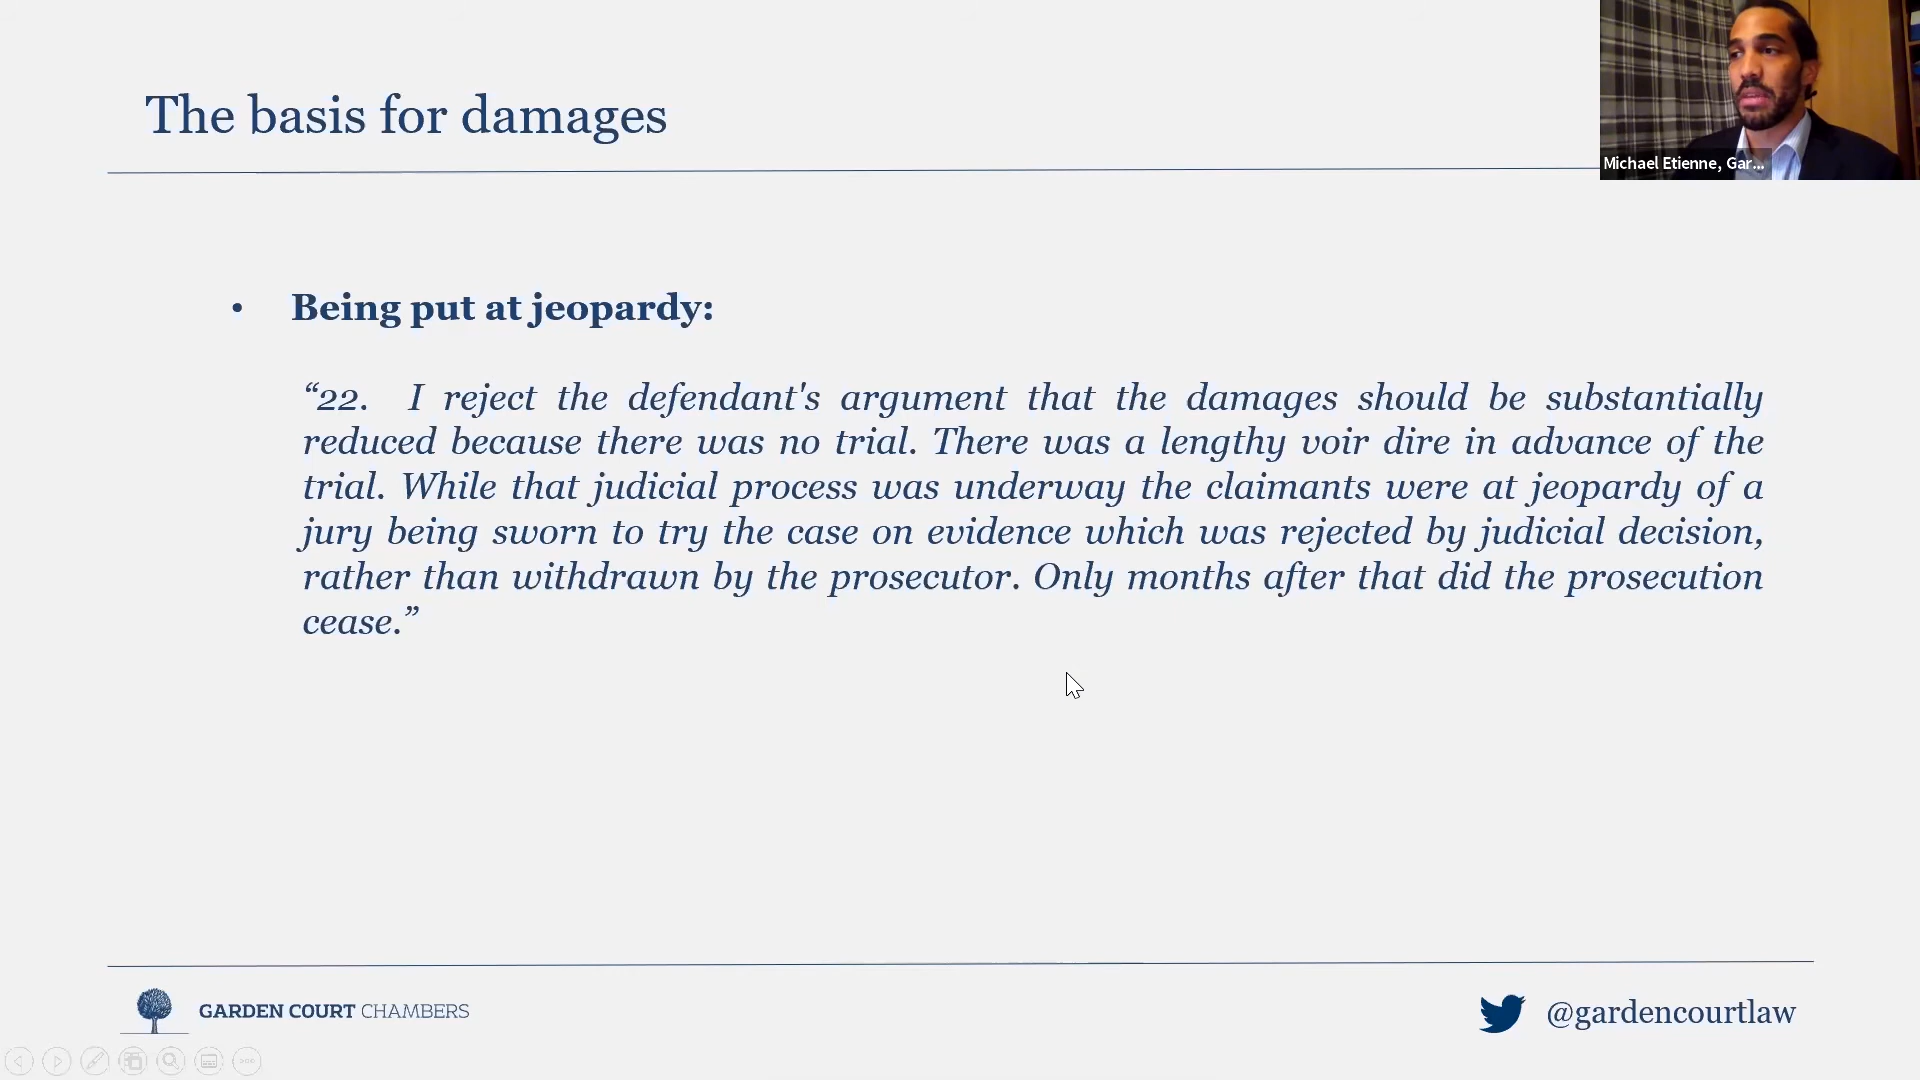 The basis for damages
Michael Etienne, Gar...
• Being put at jeopardy:
“22. I reject the defendant's argument that the damages should be substantially
reduced because there was no trial. There was a lengthy voir dire in advance of the
trial. While that judicial process was underway the claimants were at jeopardy of a
jury being sworn to try the case on evidence which was rejected by judicial decision,
rather than withdrawn by the prosecutor. Only months after that did the prosecution
cease.”
GARDEN COURT CHAMBERS
@gardencourtlaw